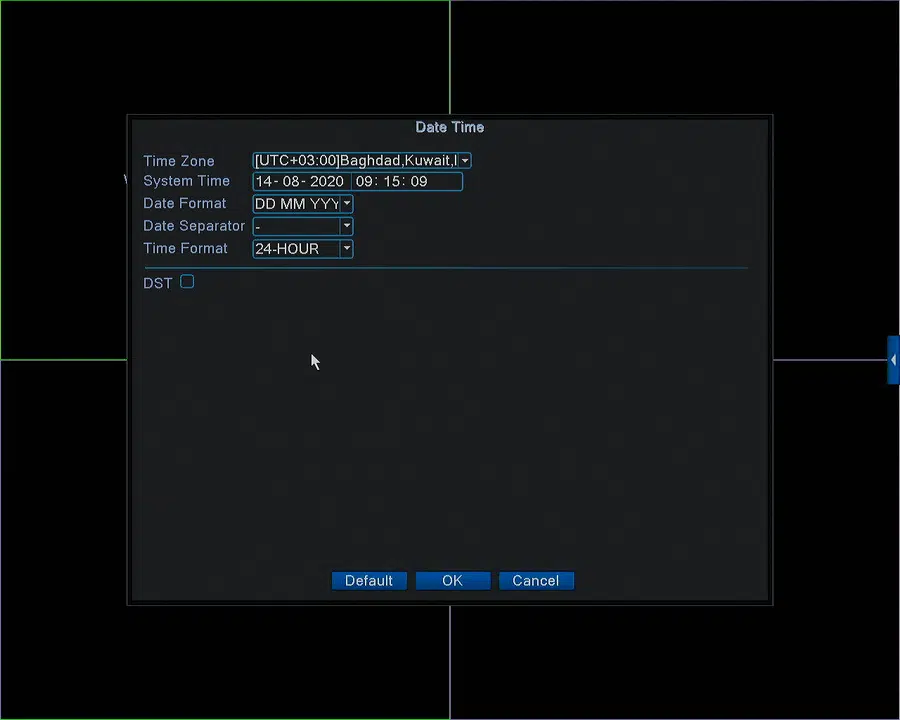 Date Time
Time Zone [UTC+03:00]Baghdad,Kuwait,
System Time 14-08-2020 09:15:09
Date Format DD MM YYY
Date Separator -
Time Format 24-HOUR
DST
Default OK Cancel